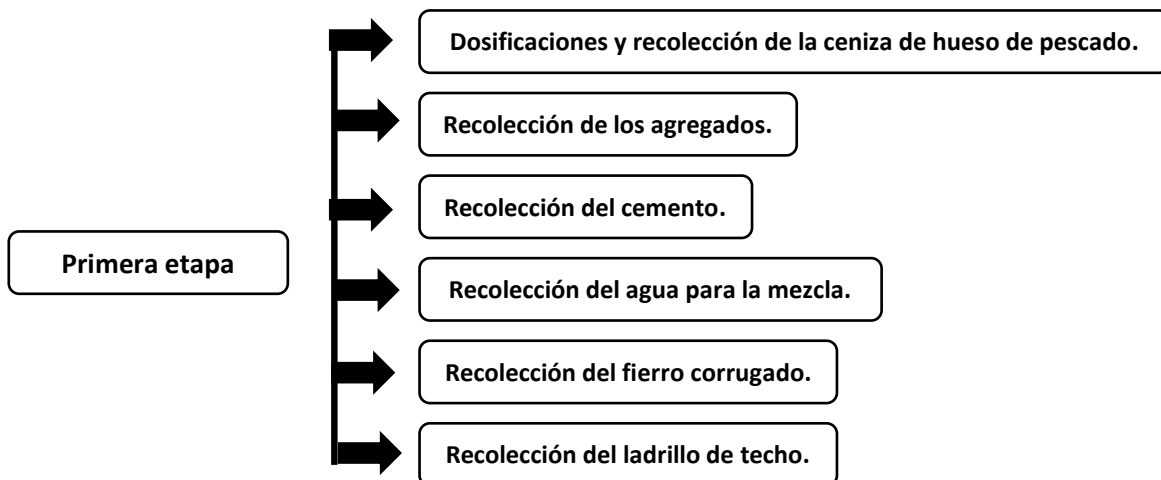 Primera etapa
Dosificaciones y recolección de la ceniza de hueso de pescado.
Recolección de los agregados.
Recolección del cemento.
Recolección del agua para la mezcla.
Recolección del fierro corrugado.
Recolección del ladrillo de techo.